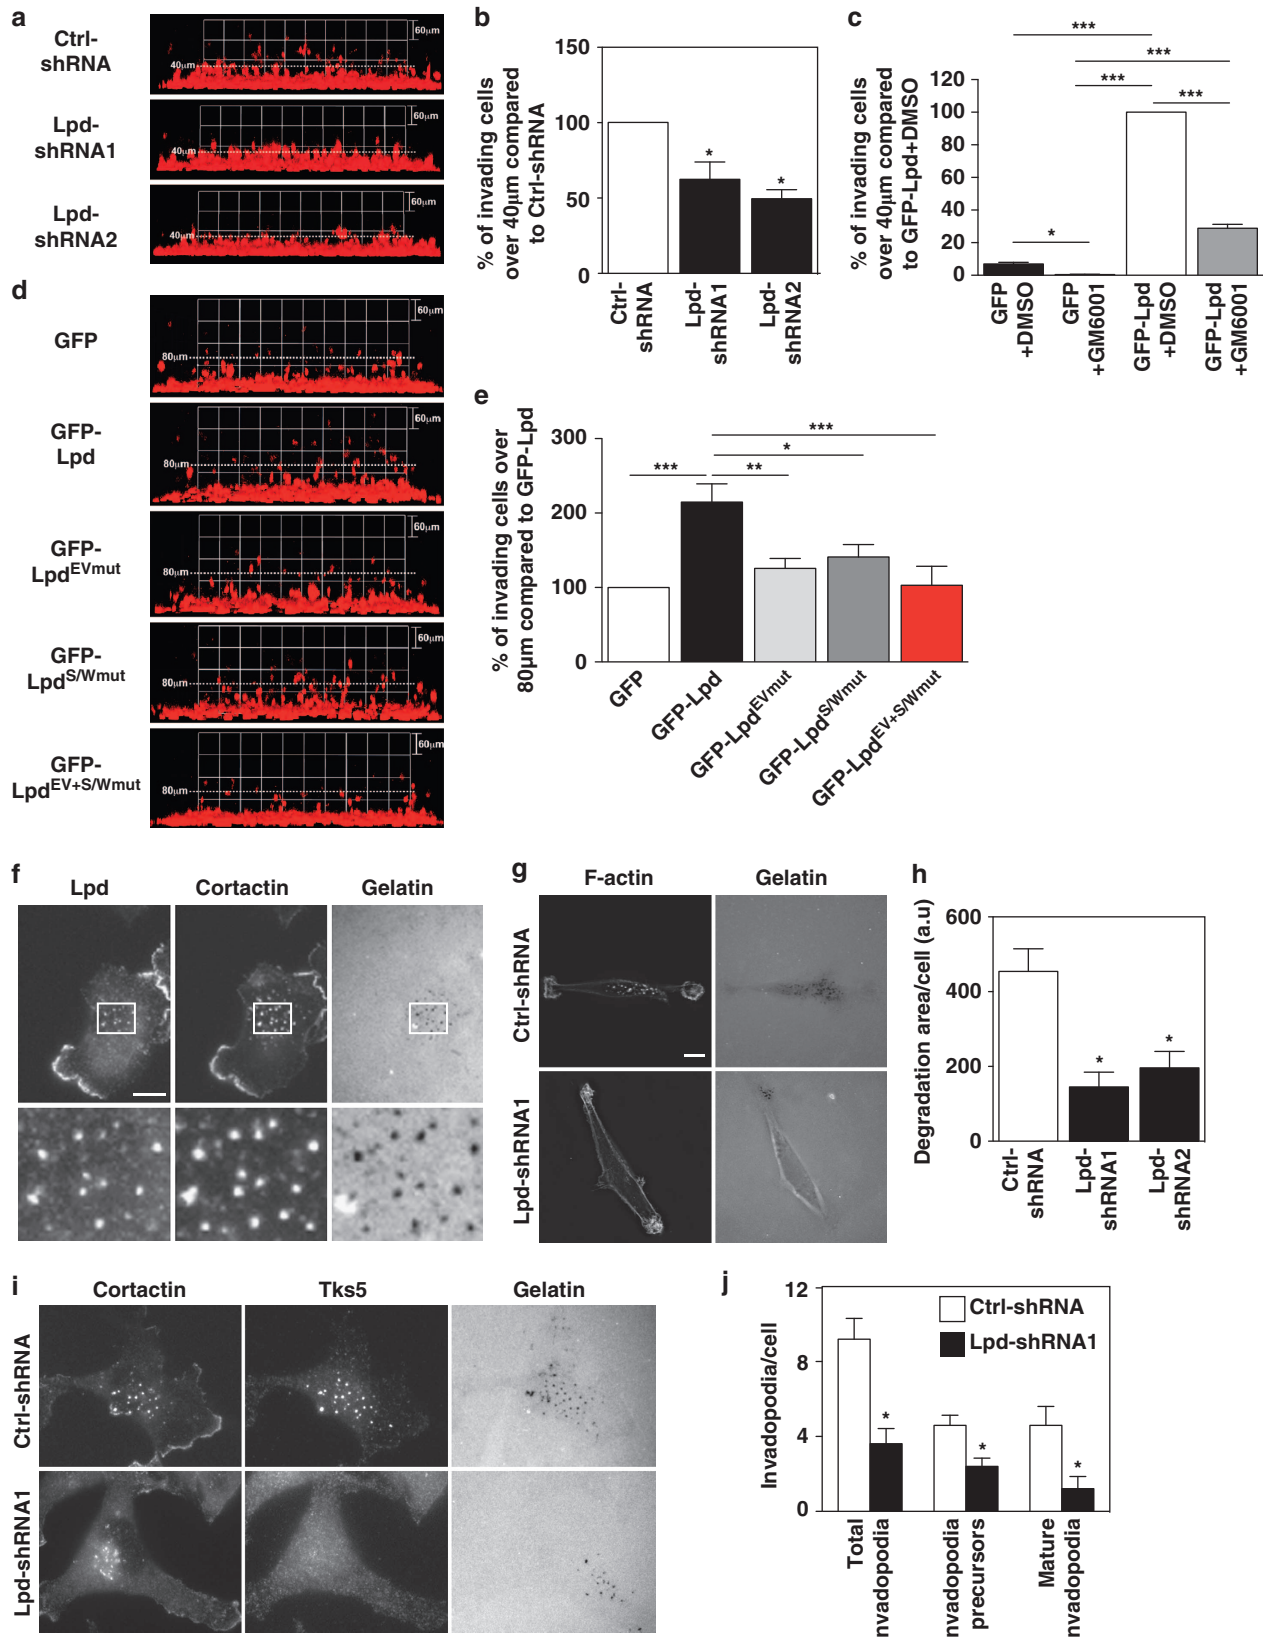 a
Ctrl-
shRNA
60μm
40μm
Lpd-
shRNA1
60μm
40μm
Lpd-
shRNA2
60μm
40μm
b
% of invading cells
over 40μm compared
to Ctrl-shRNA
150
100
50
0
*
*
Ctrl-
shRNA
Lpd-
shRNA1
Lpd-
shRNA2
c
% of invading cells
over 40μm compared
to GFP-Lpd+DMSO
120
100
80
60
40
20
0
***
***
***
***
*
GFP
+DMSO
GFP
+GM6001
GFP-Lpd
+DMSO
GFP-Lpd
+GM6001
d
GFP
60μm
80μm
GFP-
Lpd
60μm
80μm
GFP-
LpdEVmut
60μm
80μm
GFP-
LpdS/Wmut
60μm
80μm
GFP-
LpdEV+S/Wmut
60μm
80μm
e
% of invading cells over
80μm compared to GFP-Lpd
300
200
100
0
***
*
***
**
GFP
GFP-Lpd
GFP-LpdEVmut
GFP-LpdS/Wmut
GFP-LpdEV+S/Wmut
f
Lpd
Cortactin
Gelatin
g
F-actin
Gelatin
Ctrl-shRNA
Lpd-shRNA1
h
Degradation area/cell (a.u)
600
400
200
0
*
*
Ctrl-
shRNA
Lpd-
shRNA1
Lpd-
shRNA2
i
Cortactin
Tks5
Gelatin
Ctrl-shRNA
Lpd-shRNA1
j
Invadopodia/cell
12
8
4
0
Ctrl-shRNA
Lpd-shRNA1
*
*
*
Total
nvadopodia
nvadopodia
precursors
Mature
nvadopodia